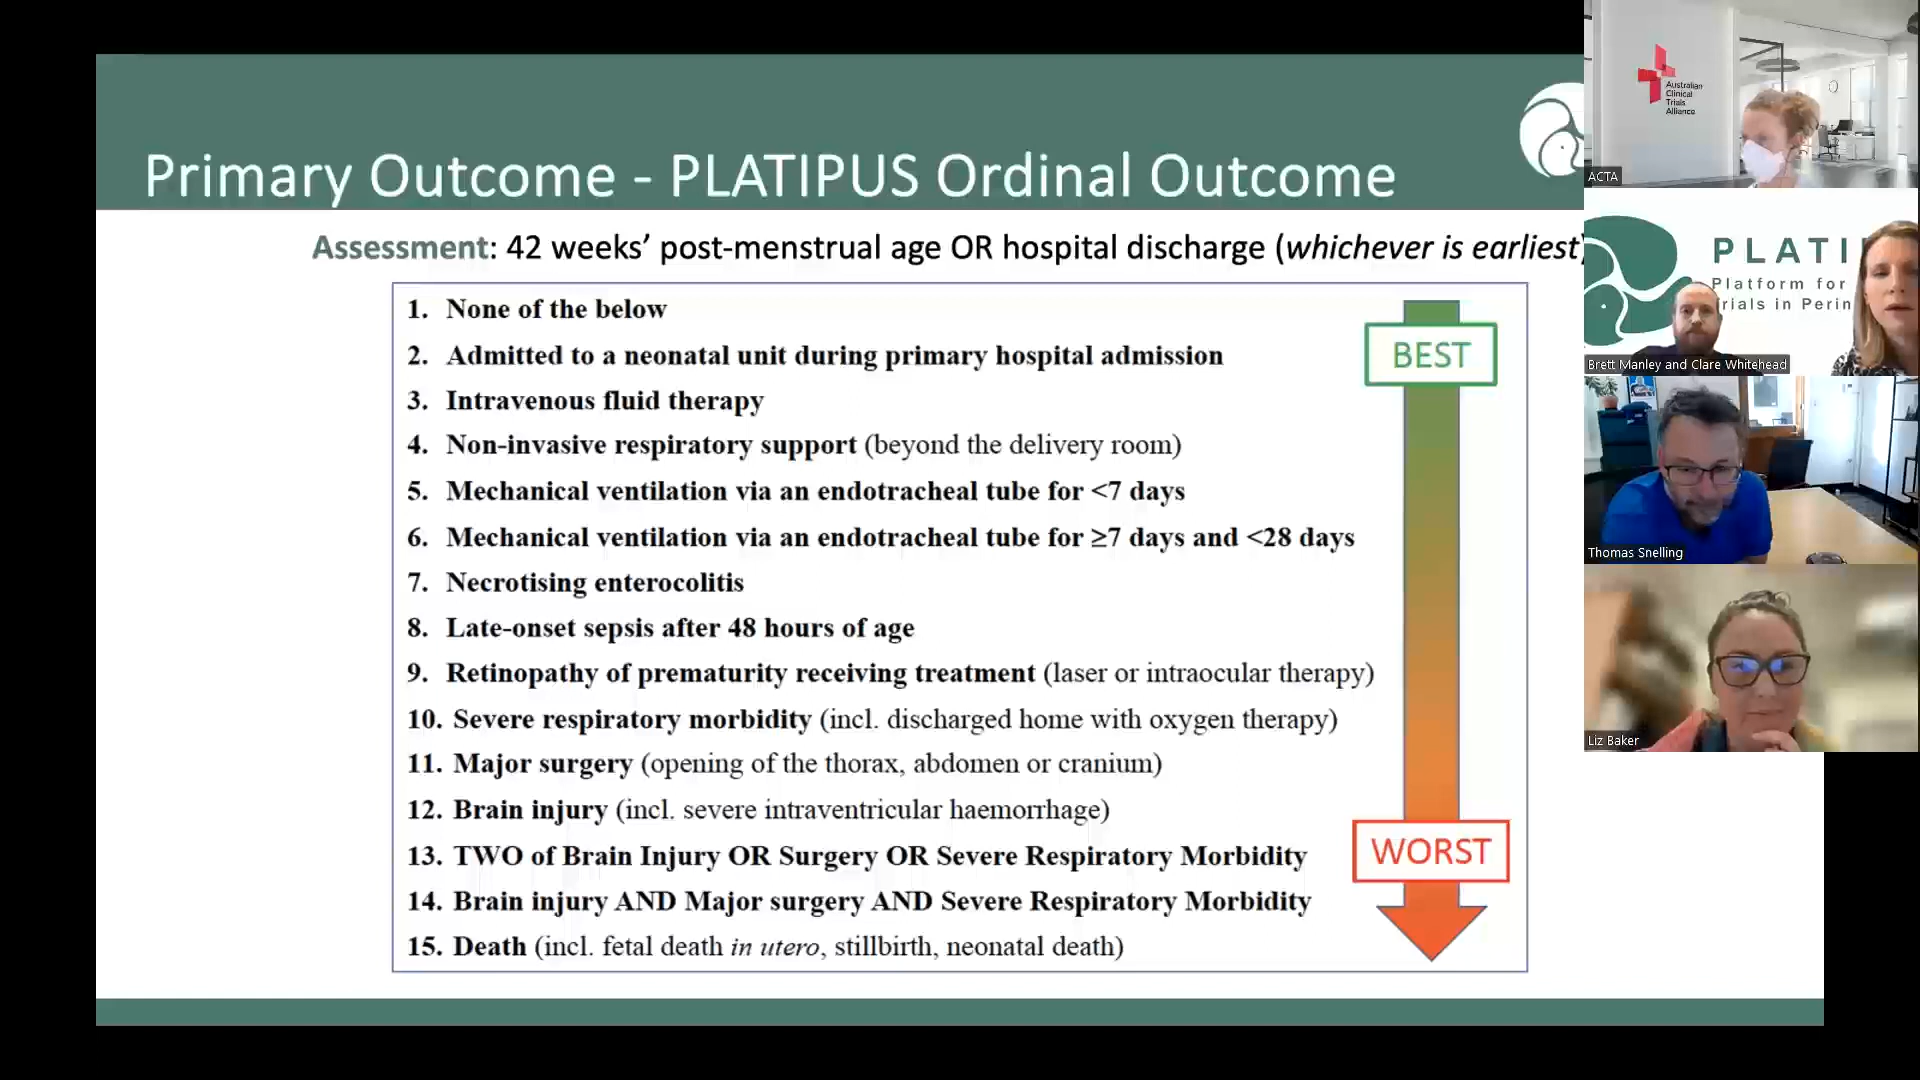 Primary Outcome - PLATIPUS Ordinal Outcome
Assessment: 42 weeks' post-menstrual age OR hospital discharge (whichever is earliest)
1. None of the below
2. Admitted to a neonatal unit during primary hospital admission
3. Intravenous fluid therapy
4. Non-invasive respiratory support (beyond the delivery room)
5. Mechanical ventilation via an endotracheal tube for <7 days
6. Mechanical ventilation via an endotracheal tube for ≥7 days and <28 days
7. Necrotising enterocolitis
8. Late-onset sepsis after 48 hours of age
9. Retinopathy of prematurity receiving treatment (laser or intraocular therapy)
10. Severe respiratory morbidity (incl. discharged home with oxygen therapy)
11. Major surgery (opening of the thorax, abdomen or cranium)
12. Brain injury (incl. severe intraventricular haemorrhage)
13. TWO of Brain Injury OR Surgery OR Severe Respiratory Morbidity
14. Brain injury AND Major surgery AND Severe Respiratory Morbidity
15. Death (incl. fetal death in utero, stillbirth, neonatal death)
BEST
WORST
Australian
Clinical
Trials
Alliance
ACTA
PLATI
Platform for
rials in Perin
Brett Manley and Clare Whitehead
Thomas Snelling
Liz Baker